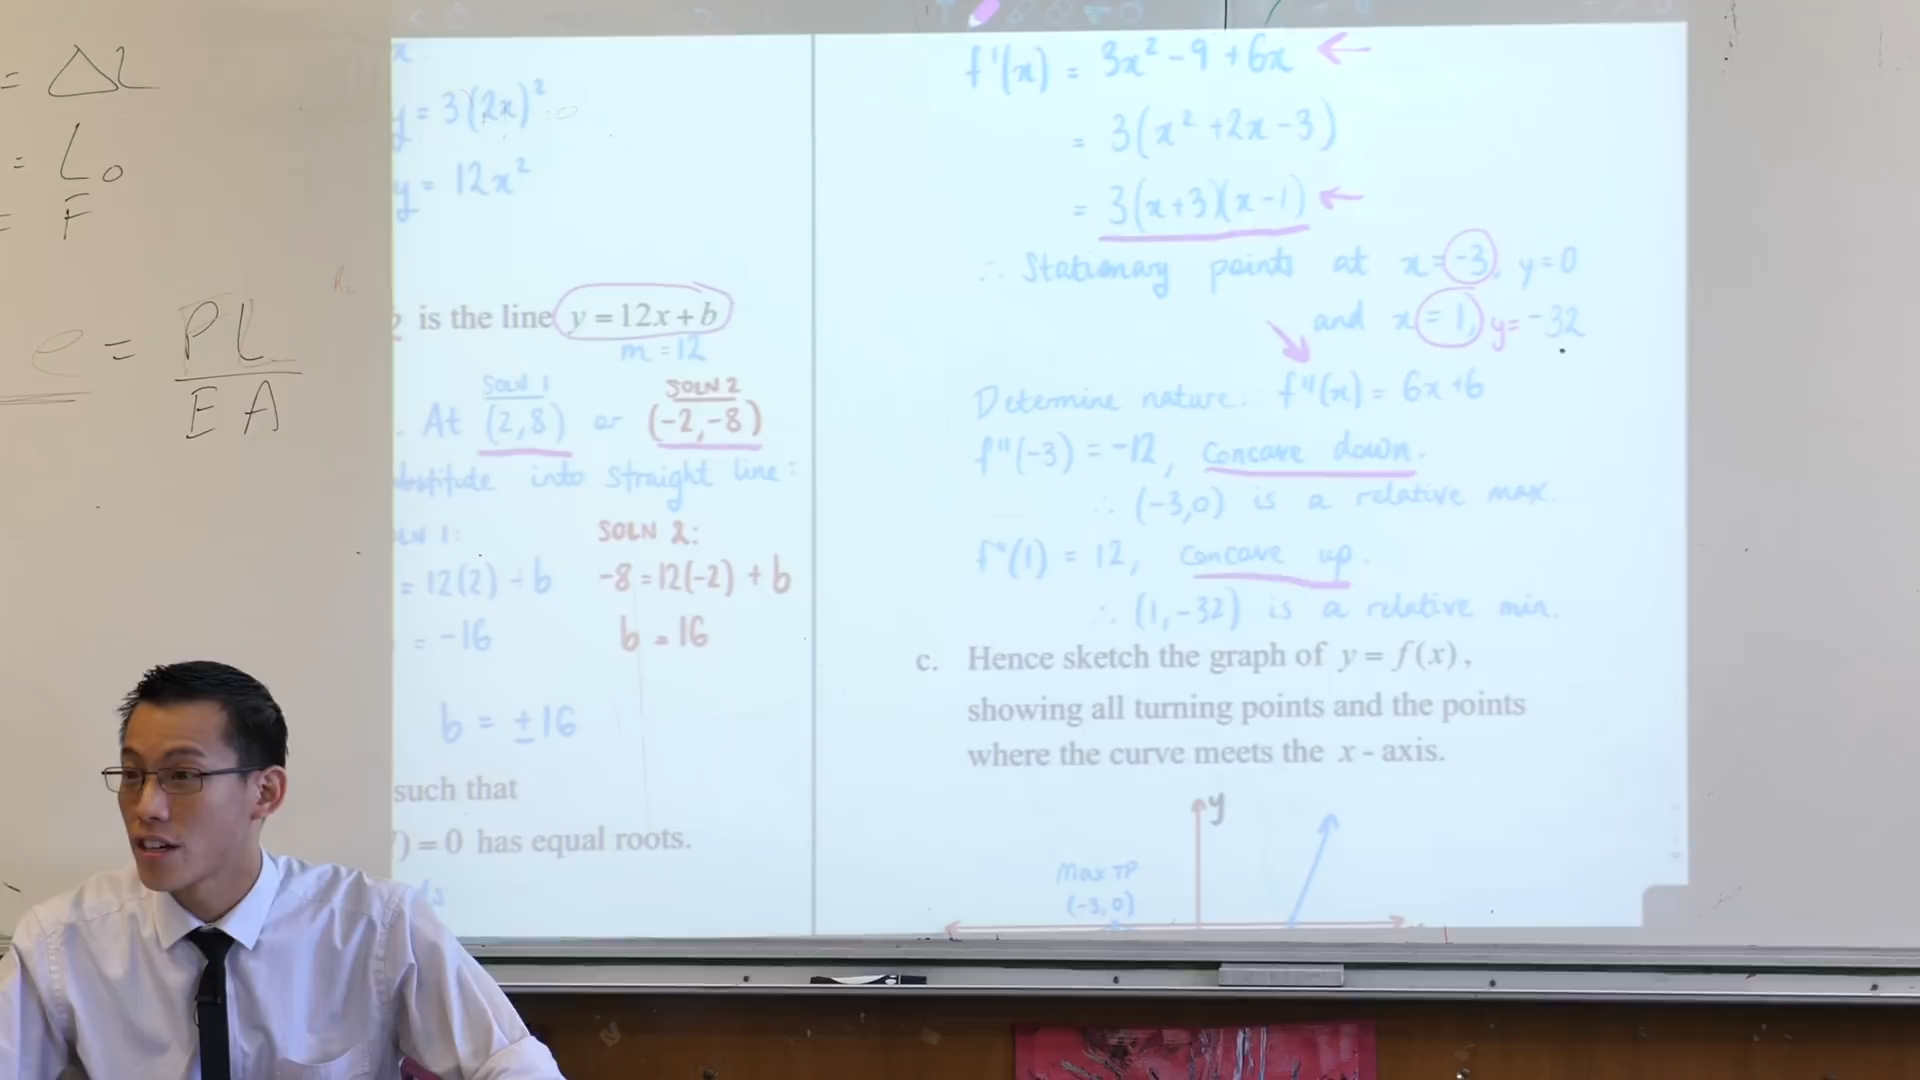 = ΔL
= L₀
= F
e = PL / EA
x
y = 3(2x)²
y = 12x²
is the line y = 12x + b
m = 12
SOLN 1 SOLN 2
At (2,8) or (-2,-8)
substitute into straight line:
LN 1: SOLN 2:
= 12(2) + b -8 = 12(-2) + b
= -16 b = 16
b = ±16
such that
) = 0 has equal roots.
f'(x) = 3x² - 9 + 6x ←
= 3(x² + 2x - 3)
= 3(x+3)(x-1) ←
∴ Stationary points at x = -3, y = 0
and x = 1, y = -32
Determine nature: f''(x) = 6x + 6
f''(-3) = -12, Concave down.
∴ (-3,0) is a relative max.
f''(1) = 12, Concave up.
∴ (1,-32) is a relative min.
c. Hence sketch the graph of y = f(x),
showing all turning points and the points
where the curve meets the x - axis.
y
Max TP
(-3,0)